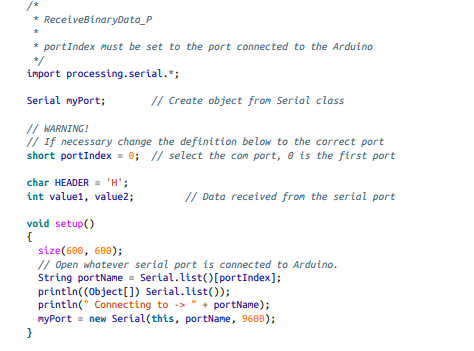 /*
 * ReceiveBinaryData_P
 *
 * portIndex must be set to the port connected to the Arduino
 */
import processing.serial.*;

Serial myPort;        // Create object from Serial class

// WARNING!
// If necessary change the definition below to the correct port
short portIndex = 0;  // select the com port, 0 is the first port

char HEADER = 'H';
int value1, value2;         // Data received from the serial port

void setup()
{
  size(600, 600);
  // Open whatever serial port is connected to Arduino.
  String portName = Serial.list()[portIndex];
  println((Object[]) Serial.list());
  println(" Connecting to -> " + portName);
  myPort = new Serial(this, portName, 9600);
}